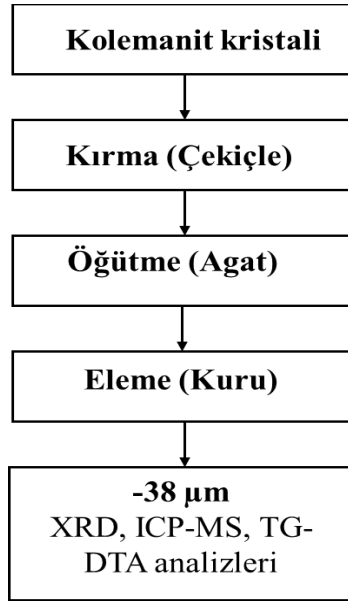 Kolemanit kristali
Kırma (Çekiçle)
Öğütme (Agat)
Eleme (Kuru)
-38 µm
XRD, ICP-MS, TG-
DTA analizleri